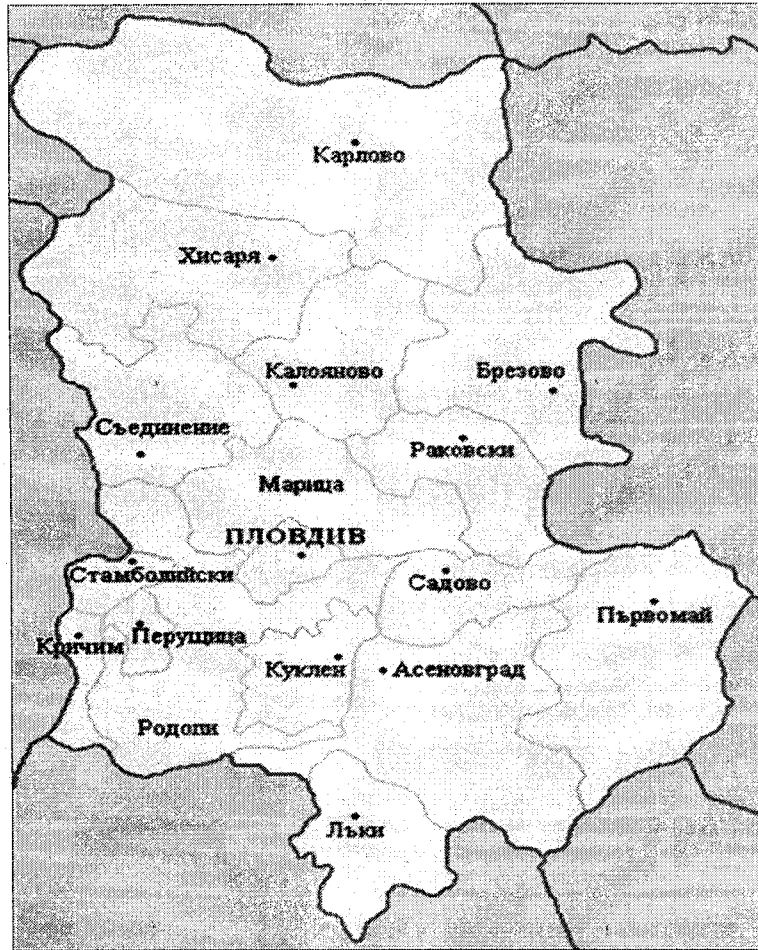 Карлово
Хисаря
Калояново
Брезово
Съединение
Раковски
Марица
ПЛОВДИВ
Стамболийски
Садово
Първомай
Кричим
Перущица
Куклен
Асеновград
Родопи
Лъки